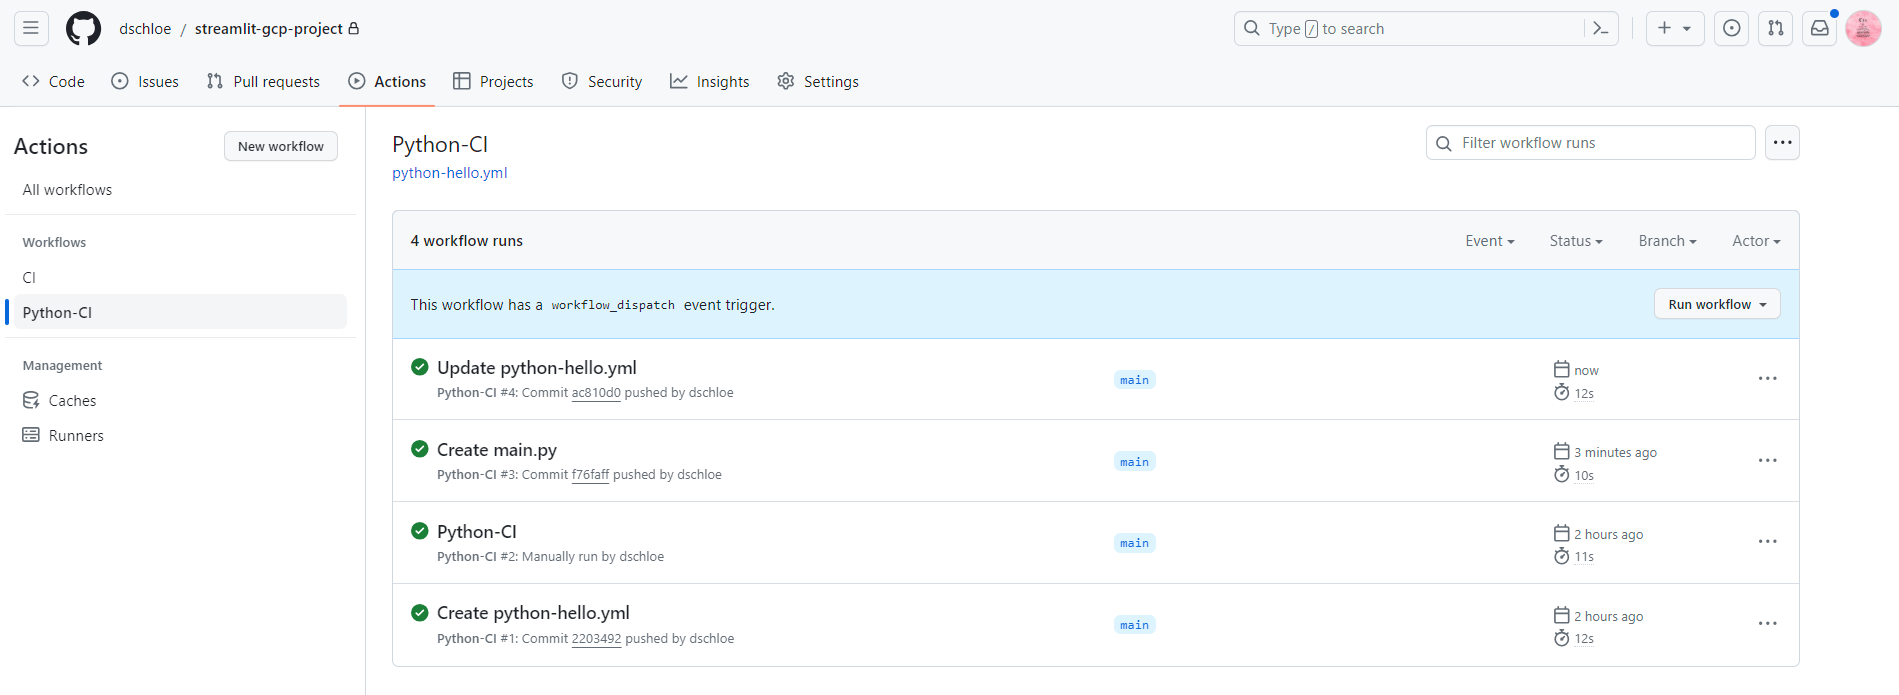 dschloe / streamlit-gcp-project
Type / to search
Code Issues Pull requests Actions Projects Security Insights Settings
Actions
New workflow
All workflows
Workflows
CI
Python-CI
Management
Caches
Runners
Python-CI
python-hello.yml
Filter workflow runs
4 workflow runs
Event Status Branch Actor
This workflow has a workflow_dispatch event trigger.
Run workflow
Update python-hello.yml
Python-CI #4: Commit ac810d0 pushed by dschloe
main
now
12s
Create main.py
Python-CI #3: Commit f76faff pushed by dschloe
main
3 minutes ago
10s
Python-CI
Python-CI #2: Manually run by dschloe
main
2 hours ago
11s
Create python-hello.yml
Python-CI #1: Commit 2203492 pushed by dschloe
main
2 hours ago
12s